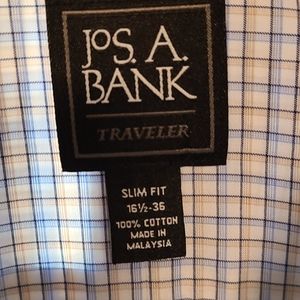 JOS. A.
BANK
TRAVELER
SLIM FIT
16½-36
100% COTTON
MADE IN
MALAYSIA